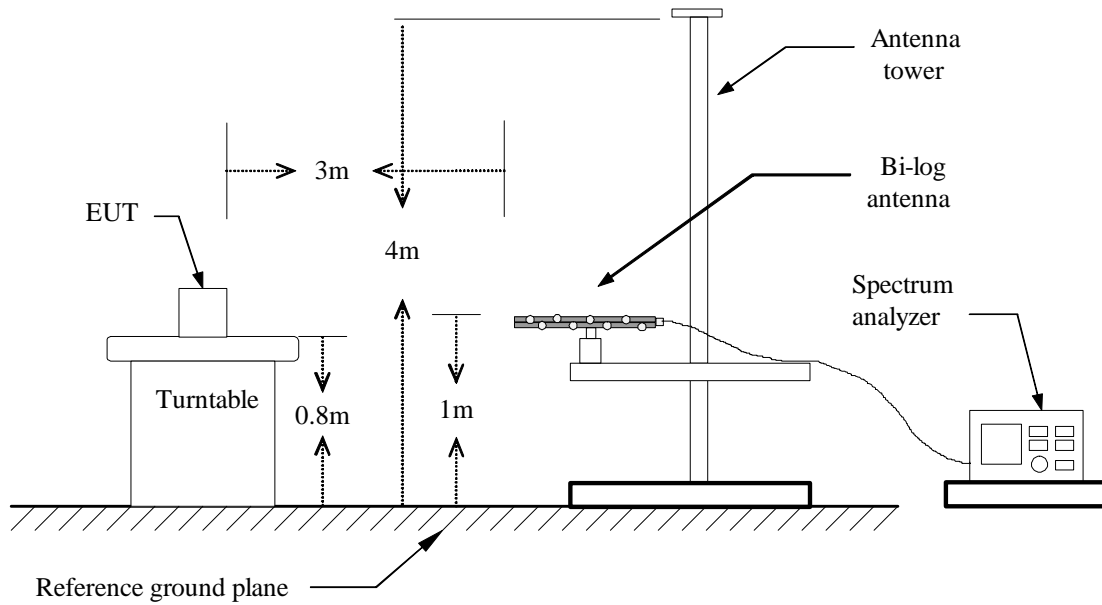 Antenna
tower
3m
Bi-log
antenna
EUT
4m
Spectrum
analyzer
Turntable
0.8m
1m
Reference ground plane